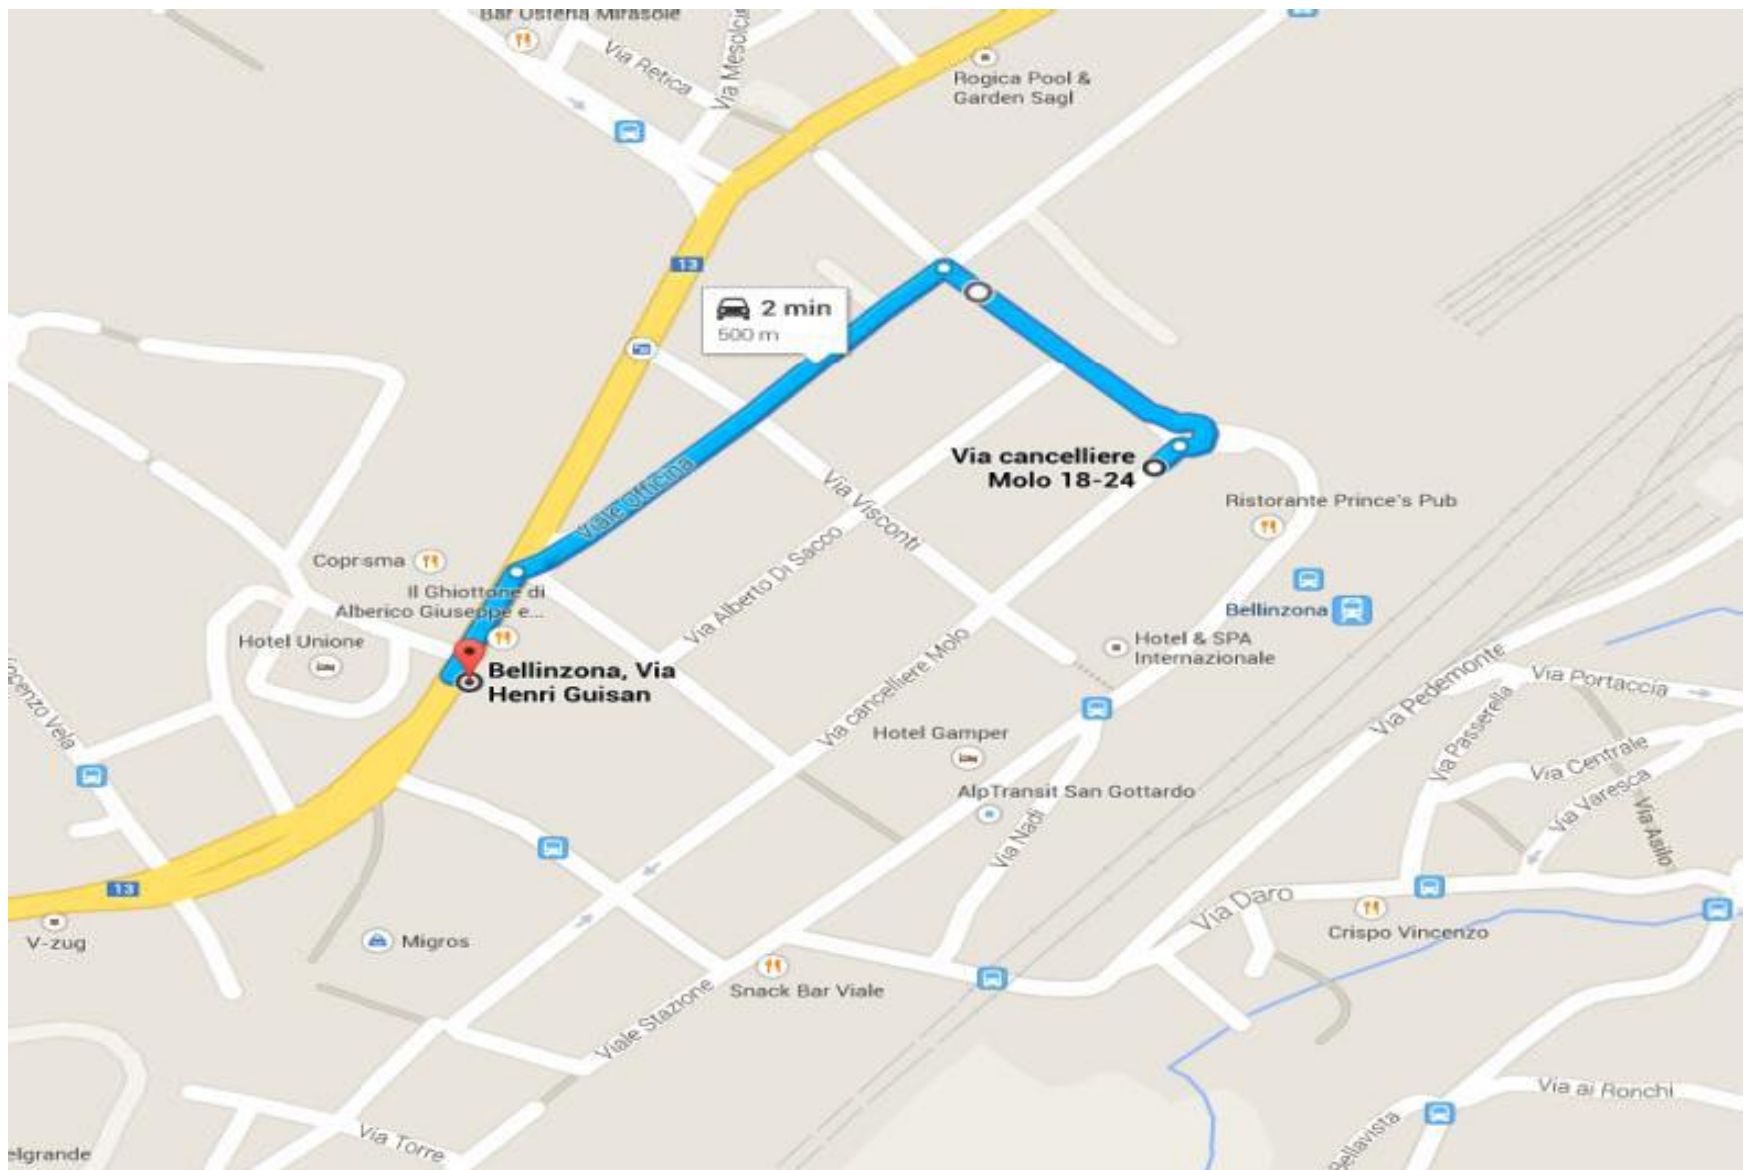 Bar Osteria Mirasole
Via Retica
Via Mesolcin
Rogica Pool &
Garden Sagl
13
2 min
500 m
Via cancelliere
Molo 18-24
Viale Officina
Via Visconti
Ristorante Prince's Pub
Coprisma
Il Ghiottone di
Alberico Giuseppe e...
Via Alberto Di Sacco
Bellinzona
Hotel Unione
Hotel & SPA
Internazionale
Bellinzona, Via
Henri Guisan
Via cancelliere Molo
Via Pedemonte
Via Portaccia
Via Passerella
Vela
Hotel Gamper
Via Centrale
AlpTransit San Gottardo
Via Varesca
Via Nadi
Via Asilo
13
Via Daro
V-zug
Migros
Crispo Vincenzo
Snack Bar Viale
Viale Stazione
Via ai Ronchi
Via Torre
Bellavista
elgrande